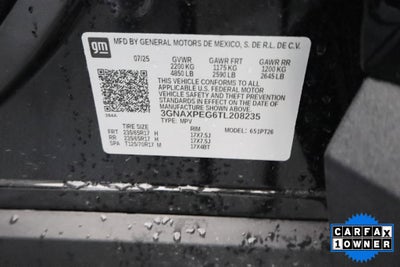 gm
MFD BY GENERAL MOTORS DE MEXICO, S. DE R.L. DE C.V.
07/25 GVWR GAWR FRT GAWR RR
2200 KG 1175 KG 1200 KG
4850 LB 2590 LB 2645 LB
THIS VEHICLE CONFORMS TO ALL
APPLICABLE U.S. FEDERAL MOTOR
VEHICLE SAFETY AND THEFT PREVENTION
STANDARDS IN EFFECT ON THE DATE OF
MANUFACTURE SHOWN ABOVE.
3GNAXPEG6TL208235
TYPE: MPV MODEL: 651PT26
TIRE SIZE RIM
FRT 235/65R17 H 17X7.5J
RR 235/65R17 H 17X7.5J
SPA T125/70R17 M 17X4BT
CARFAX
1 OWNER